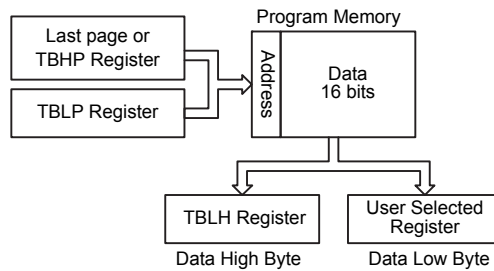 Program Memory
Last page or
TBHP Register
TBLP Register
Address
Data
16 bits
TBLH Register
User Selected
Register
Data High Byte
Data Low Byte